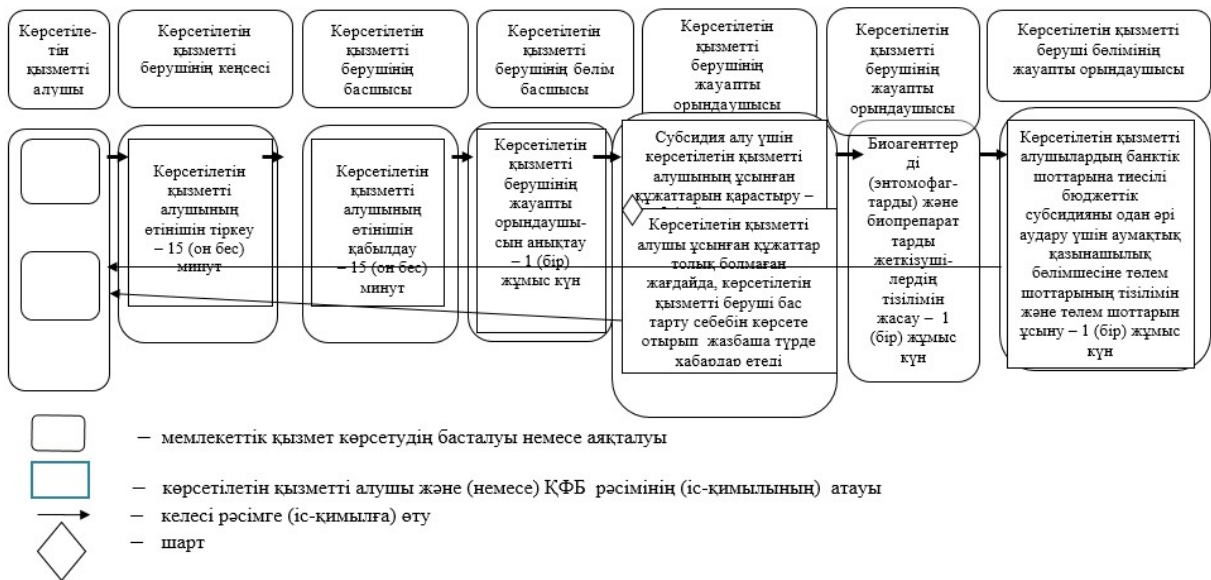 Көрсетіле-
тін
қызметті
алушы
Көрсетілетін
қызметті
берушінің кеңсесі
Көрсетілетін
қызметті
берушінің
басшысы
Көрсетілетін
қызметті
берушінің бөлім
басшысы
Көрсетілетін
қызметті
берушінің
жауапты
орындаушысы
Көрсетілетін
қызметті
берушінің
жауапты
орындаушысы
Көрсетілетін қызметті
беруші бөлімінің
жауапты орындаушысы
Көрсетілетін
қызметті
алушының
өтінішін тіркеу
– 15 (он бес)
минут
Көрсетілетін
қызметті
алушының
өтінішін
қабылдау
– 15 (он бес)
минут
Көрсетілетін
қызметті
берушінің
жауапты
орындаушы-
сын анықтау
– 1 (бір)
жұмыс күн
Субсидия алу үшін
көрсетілетін қызметті
алушының ұсынған
құжаттарын қарастыру –
Көрсетілетін қызметті
алушы ұсынған құжаттар
толық болмаған
жағдайда, көрсетілетін
қызметті беруші бас
тарту себебін көрсете
отырып жазбаша түрде
хабардар етеді
Биоагенттер
ді
(энтомофаг-
тарды) және
биопрепарат
тарды
жеткізуші-
лердің
тізілімін
жасау – 1
(бір) жұмыс
күн
Көрсетілетін қызметті
алушылардың банктік
шоттарына тиесілі
бюджеттік
субсидияны одан әрі
аудару үшін аумақтық
қазынашылық
бөлімшесіне төлем
шоттарының тізілімін
және төлем шоттарын
ұсыну – 1 (бір) жұмыс
күн
– мемлекеттік қызмет көрсетудің басталуы немесе аяқталуы
– көрсетілетін қызметті алушы және (немесе) ҚФБ рәсімінің (іс-қимылының) атауы
– келесі рәсімге (іс-қимылға) өту
– шарт